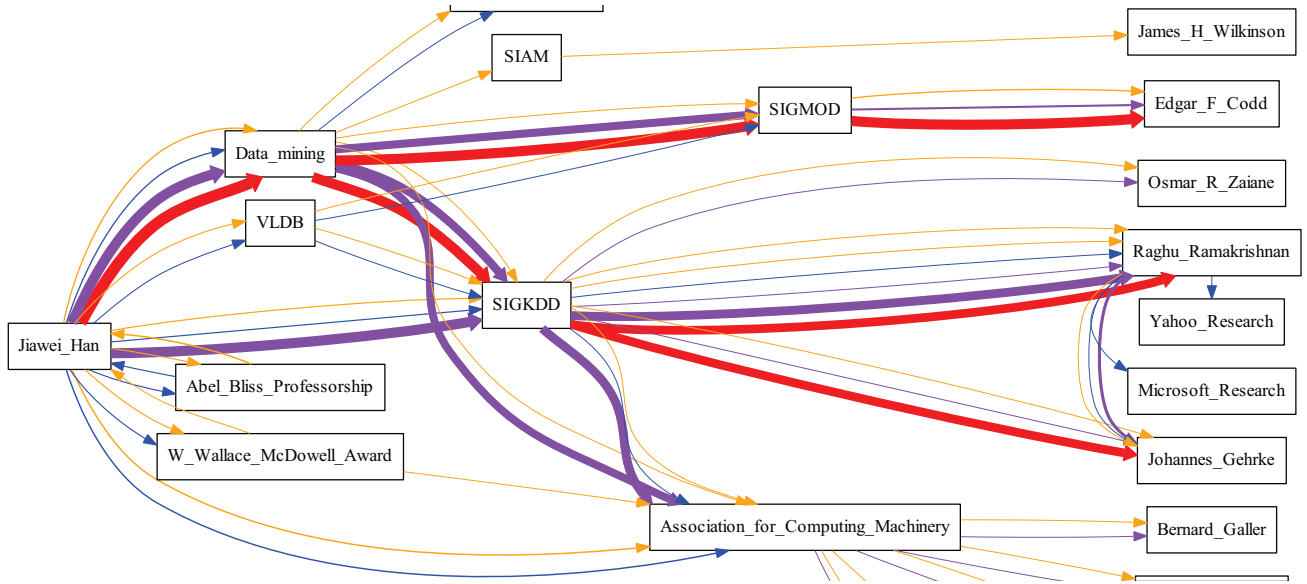 James_H_Wilkinson
SIAM
Edgar_F_Codd
SIGMOD
Data_mining
Osmar_R_Zaiane
VLDB
Raghu_Ramakrishnan
SIGKDD
Yahoo_Research
Jiawei_Han
Abel_Bliss_Professorship
Microsoft_Research
W_Wallace_McDowell_Award
Johannes_Gehrke
Association_for_Computing_Machinery
Bernard_Galler